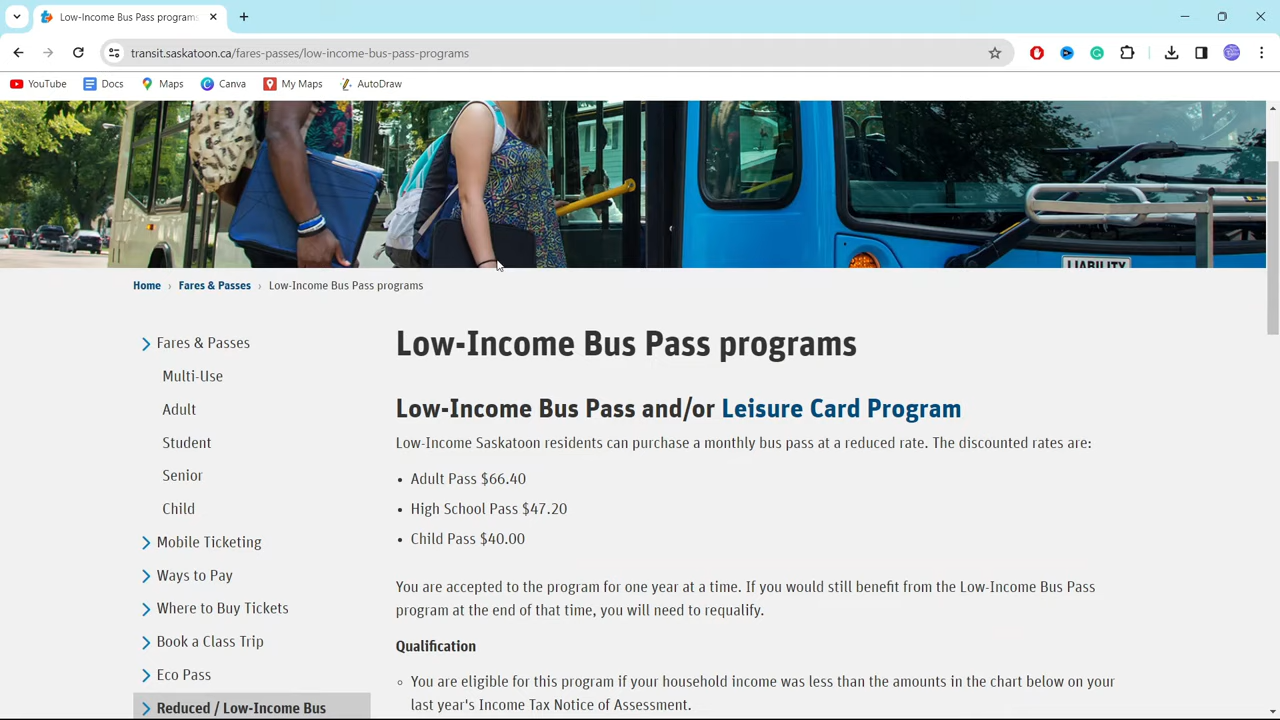 Low-Income Bus Pass programs
transit.saskatoon.ca/fares-passes/low-income-bus-pass-programs
YouTube Docs Maps Canva My Maps AutoDraw
LIABILITY
Home › Fares & Passes › Low-Income Bus Pass programs
Fares & Passes
Multi-Use
Adult
Student
Senior
Child
Mobile Ticketing
Ways to Pay
Where to Buy Tickets
Book a Class Trip
Eco Pass
Reduced / Low-Income Bus
Low-Income Bus Pass programs
Low-Income Bus Pass and/or Leisure Card Program
Low-Income Saskatoon residents can purchase a monthly bus pass at a reduced rate. The discounted rates are:
• Adult Pass $66.40
• High School Pass $47.20
• Child Pass $40.00
You are accepted to the program for one year at a time. If you would still benefit from the Low-Income Bus Pass
program at the end of that time, you will need to requalify.
Qualification
You are eligible for this program if your household income was less than the amounts in the chart below on your
last year's Income Tax Notice of Assessment.